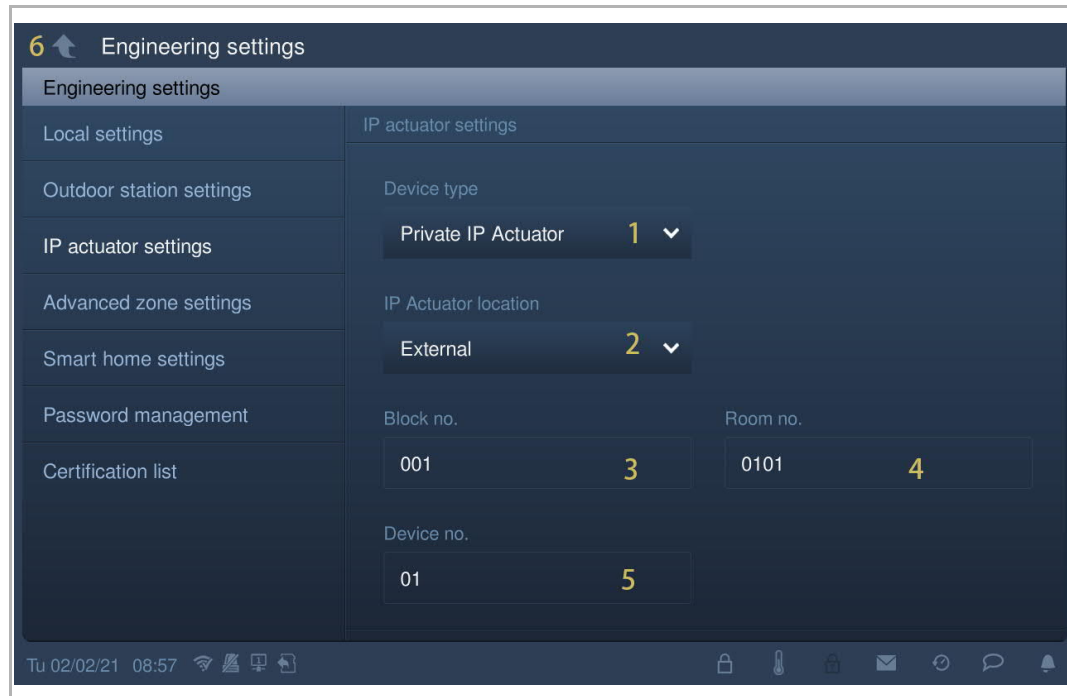 6 Engineering settings
Engineering settings
Local settings
Outdoor station settings
IP actuator settings
Advanced zone settings
Smart home settings
Password management
Certification list
IP actuator settings
Device type
Private IP Actuator 1
IP Actuator location
External 2
Block no. Room no.
001 3 0101 4
Device no.
01 5
Tu 02/02/21 08:57